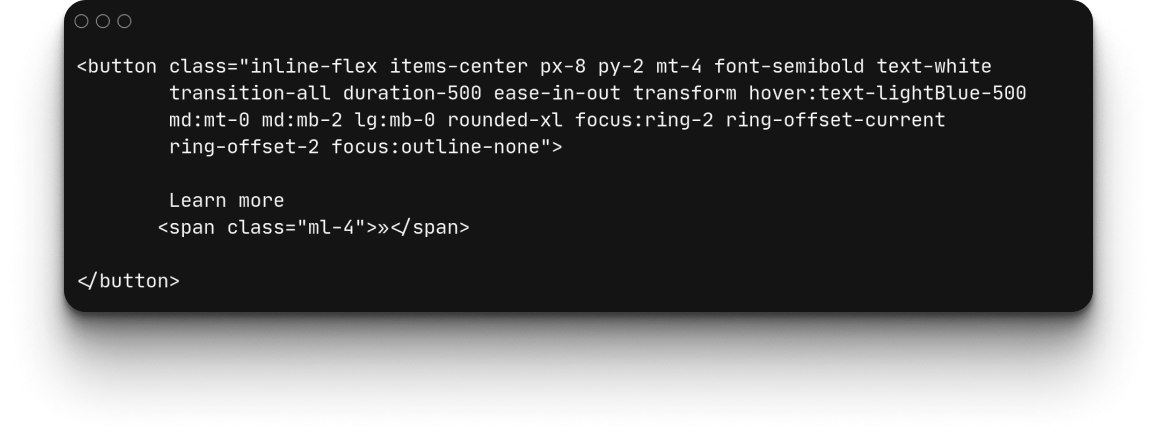 <button class="inline-flex items-center px-8 py-2 mt-4 font-semibold text-white
transition-all duration-500 ease-in-out transform hover:text-lightBlue-500
md:mt-0 md:mb-2 lg:mb-0 rounded-xl focus:ring-2 ring-offset-current
ring-offset-2 focus:outline-none">
Learn more
<span class="ml-4">»</span>
</button>